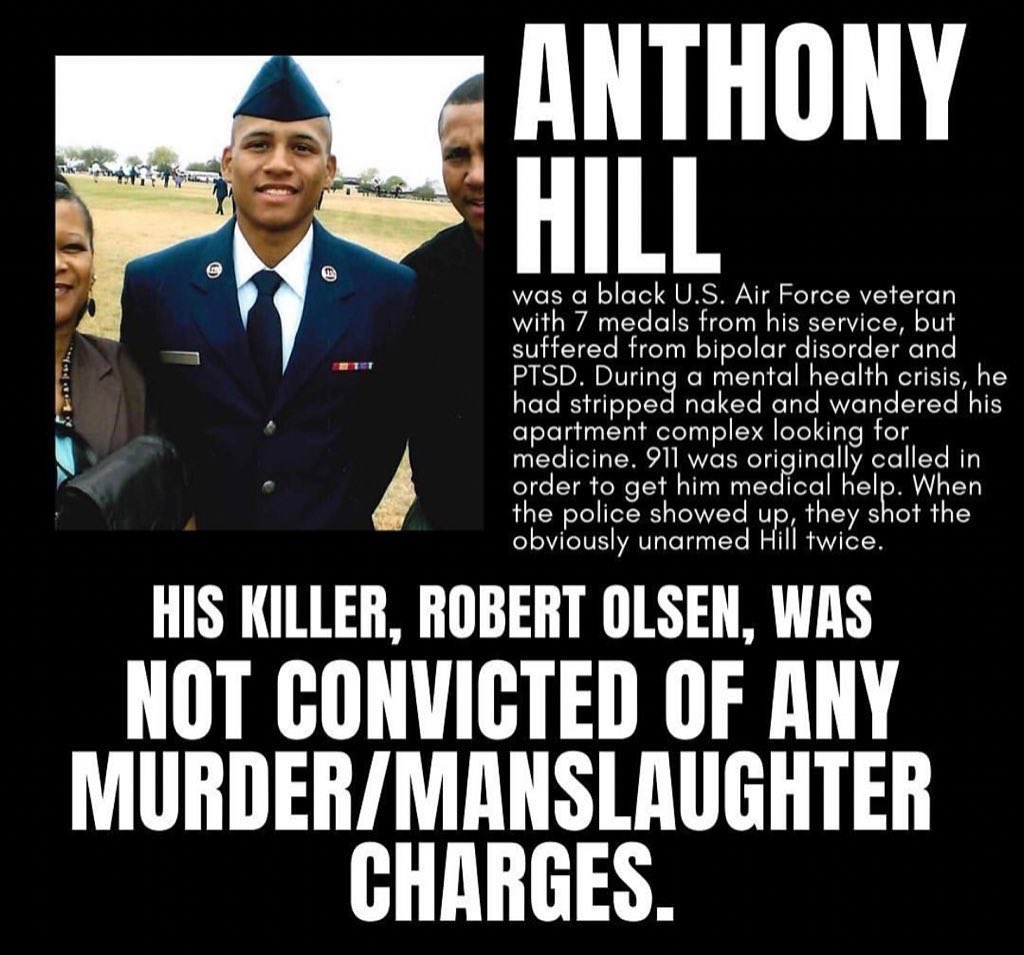 ANTHONY
HILL
was a black U.S. Air Force veteran
with 7 medals from his service, but
suffered from bipolar disorder and
PTSD. During a mental health crisis, he
had stripped naked and wandered his
apartment complex looking for
medicine. 911 was originally called in
order to get him medical help. When
the police showed up, they shot the
obviously unarmed Hill twice.
HIS KILLER, ROBERT OLSEN, WAS
NOT CONVICTED OF ANY
MURDER/MANSLAUGHTER
CHARGES.